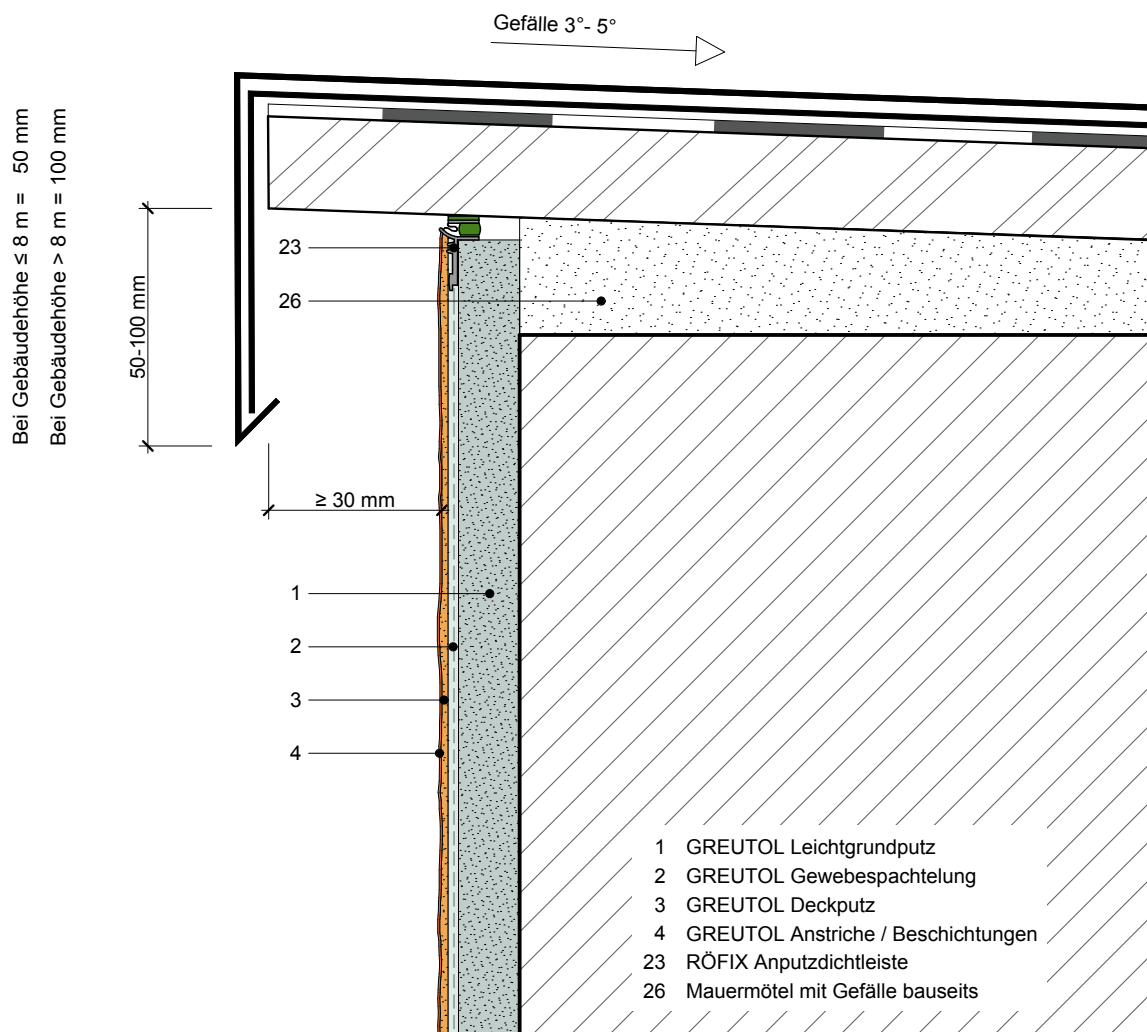 Gefälle 3°- 5°
Bei Gebäudehöhe ≤ 8 m = 50 mm
Bei Gebäudehöhe > 8 m = 100 mm
50-100 mm
23
26
≥ 30 mm
1
2
3
4
1 GREUTOL Leichtgrundputz
2 GREUTOL Gewebespachtelung
3 GREUTOL Deckputz
4 GREUTOL Anstriche / Beschichtungen
23 RÖFIX Anputzdichtleiste
26 Mauermötel mit Gefälle bauseits